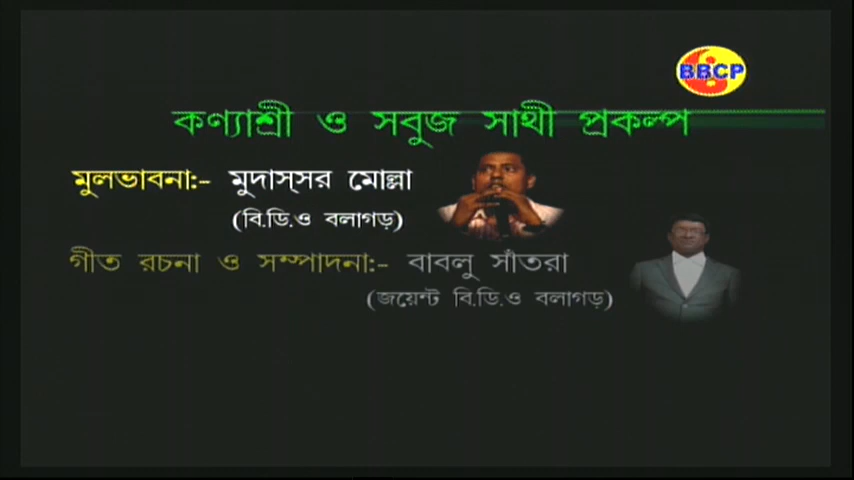 BBCP
কণ্যাশ্রী ও সবুজ সাথী প্রকল্প
মুলভাবনা:- মুদাস্‌সর মোল্লা
(বি.ডি.ও বলাগড়)
গীত রচনা ও সম্পাদনা:- বাবলু সাঁতরা
(জয়েন্ট বি.ডি.ও বলাগড়)